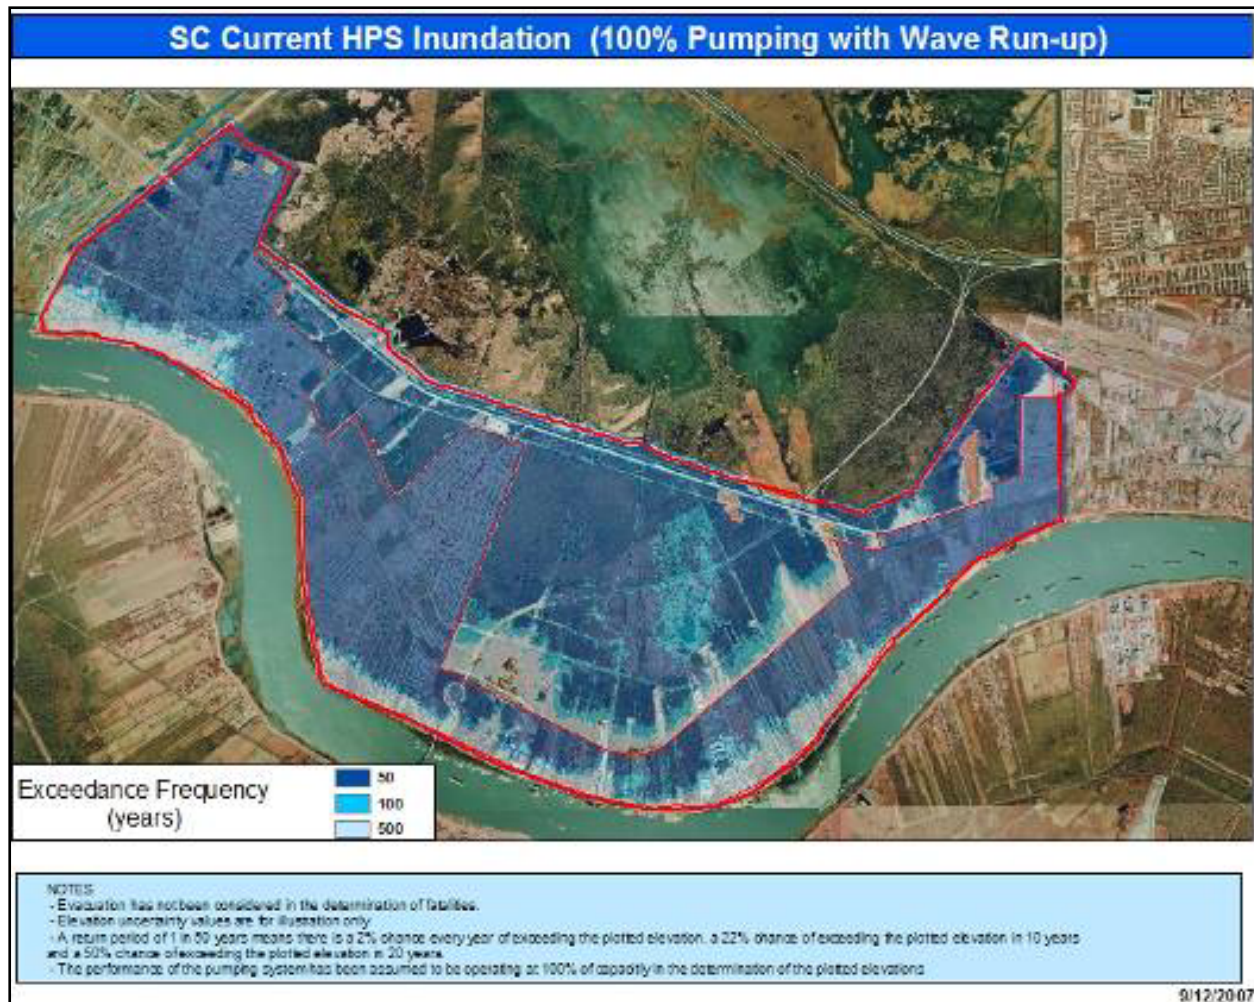 SC Current HPS Inundation (100% Pumping with Wave Run-up)
Exceedance Frequency
(years)
50
100
500
NOTES
- Evacuation has not been considered in the determination of fatalities.
- Elevation uncertainty values are for illustration only
- A return period of 1 in 50 years means there is a 2% chance every year of exceeding the plotted elevation, a 22% chance of exceeding the plotted elevation in 10 years
and a 50% chance of exceeding the plotted elevation in 20 years
- The performance of the pumping system has been assumed to be operating at 100% of capacity in the determination of the plotted elevations
9/12/2007